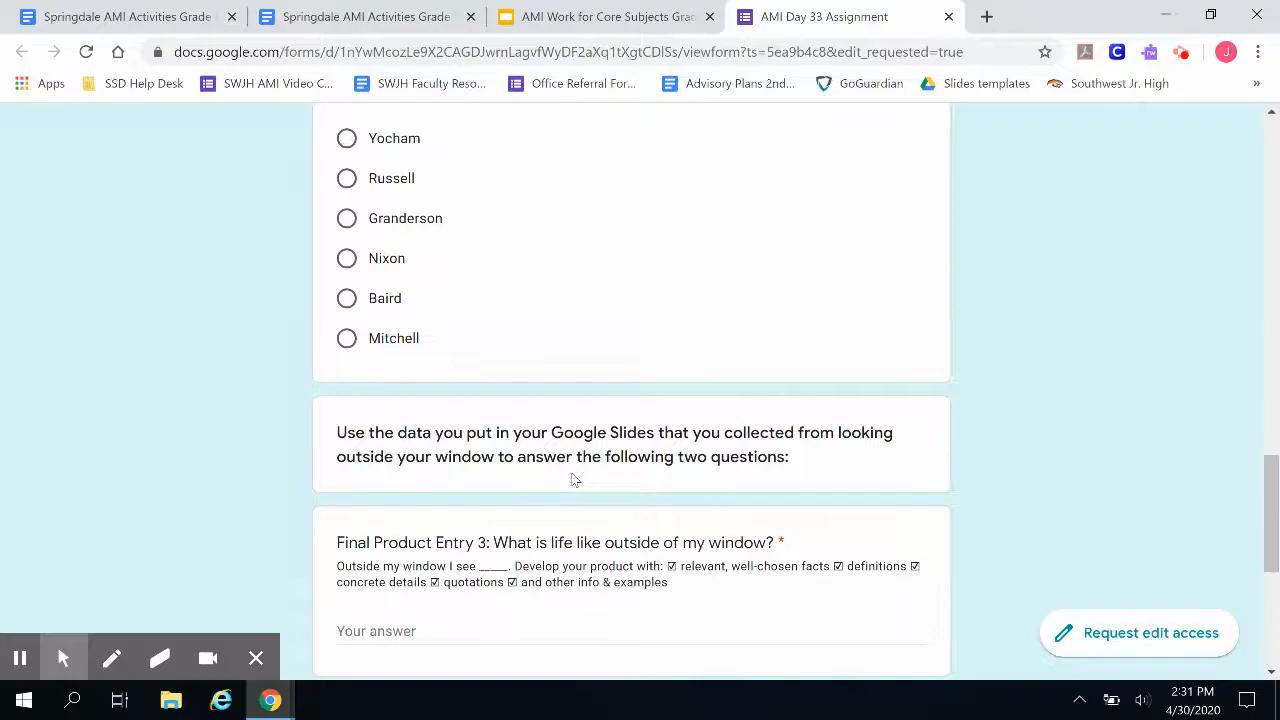 Springdale AMI Activities Grade
Springdale AMI Activities Grade
AMI Work for Core Subjects Gra
AMI Day 33 Assignment
docs.google.com/forms/d/1nYwMcozLe9X2CAGDJwrnLagvfWyDF2aXq1tXgtCDlSs/viewform?ts=5ea9b4c8&edit_requested=true
Apps
SSD Help Desk
SWJH AMI Video C...
SWJH Faculty Reso...
Office Referral For...
Advisory Plans 2nd...
GoGuardian
Slides templates
Southwest Jr. High
»
Yocham
Russell
Granderson
Nixon
Baird
Mitchell
Use the data you put in your Google Slides that you collected from looking
outside your window to answer the following two questions:
Final Product Entry 3: What is life like outside of my window? *
Outside my window I see _____. Develop your product with: ☑ relevant, well-chosen facts ☑ definitions ☑
concrete details ☑ quotations ☑ and other info & examples
Your answer
Request edit access
2:31 PM
4/30/2020